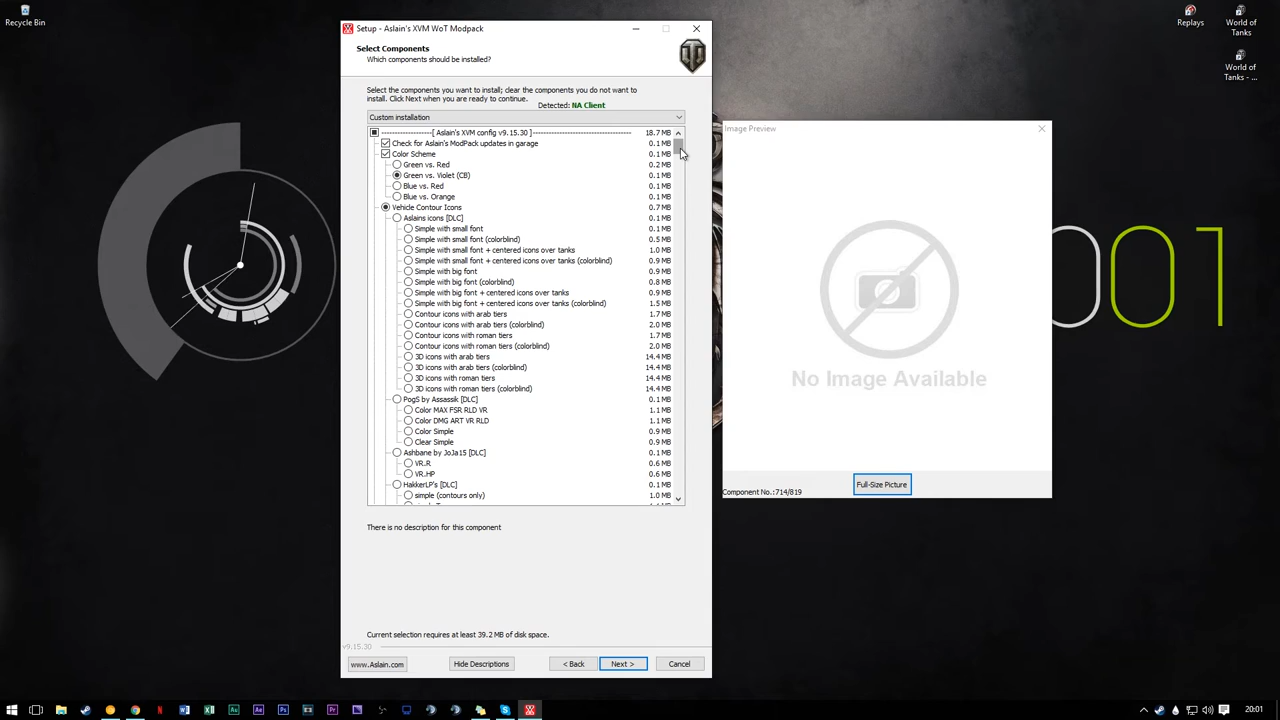 Recycle Bin
Replays
World of
Tanks
World of
Tanks - ...
001
Setup - Aslain's XVM WoT Modpack
Select Components
Which components should be installed?
Select the components you want to install; clear the components you do not want to
install. Click Next when you are ready to continue.
Detected: NA Client
Custom installation
--------------------[ Aslain's XVM config v9.15.30 ]----------------------------------- 18.7 MB
Check for Aslain's ModPack updates in garage 0.1 MB
Color Scheme 0.1 MB
Green vs. Red 0.2 MB
Green vs. Violet (CB) 0.1 MB
Blue vs. Red 0.2 MB
Blue vs. Orange 0.1 MB
Vehicle Contour Icons 0.7 MB
Aslains icons [DLC] 0.1 MB
Simple with small font 0.1 MB
Simple with small font (colorblind) 0.5 MB
Simple with small font + centered icons over tanks 1.0 MB
Simple with small font + centered icons over tanks (colorblind) 0.9 MB
Simple with big font 0.9 MB
Simple with big font (colorblind) 0.8 MB
Simple with big font + centered icons over tanks 0.9 MB
Simple with big font + centered icons over tanks (colorblind) 1.5 MB
Contour icons with arab tiers 1.7 MB
Contour icons with arab tiers (colorblind) 2.0 MB
Contour icons with roman tiers 1.7 MB
Contour icons with roman tiers (colorblind) 2.0 MB
3D icons with arab tiers 14.4 MB
3D icons with arab tiers (colorblind) 14.4 MB
3D icons with roman tiers 14.4 MB
3D icons with roman tiers (colorblind) 14.4 MB
PogS by Assassik [DLC] 0.1 MB
Color MAX FSR RLD VR 1.1 MB
Color DMG ART VR RLD 1.1 MB
Color Simple 0.9 MB
Clear Simple 0.9 MB
Ashbane by JoJa15 [DLC] 0.1 MB
VR.R 0.6 MB
VR.HP 0.6 MB
HakkerLP's [DLC] 0.1 MB
simple (contours only) 1.0 MB
There is no description for this component
Current selection requires at least 39.2 MB of disk space.
v9.15.30
www.Aslain.com
Hide Descriptions
< Back
Next >
Cancel
Image Preview
No Image Available
Component No.:714/819
Full-Size Picture
20:01